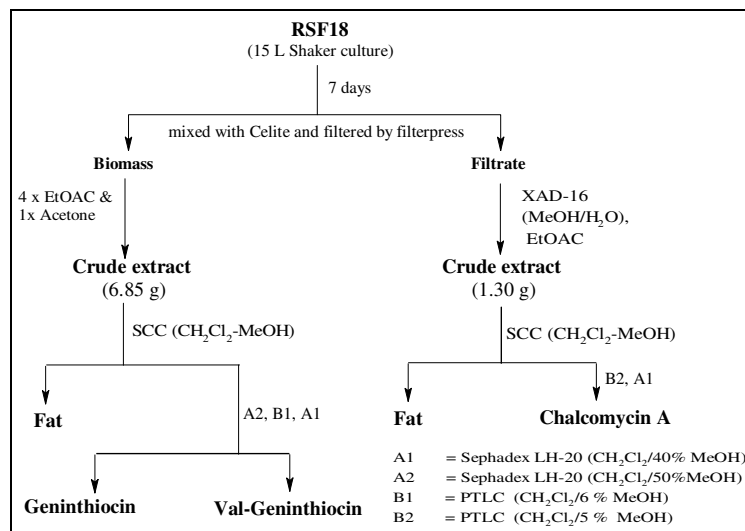 RSF18
(15 L Shaker culture)
7 days
mixed with Celite and filtered by filterpress
Biomass
Filtrate
4 x EtOAC &
1x Acetone
XAD-16
(MeOH/H₂O),
EtOAC
Crude extract
(6.85 g)
Crude extract
(1.30 g)
SCC (CH₂Cl₂-MeOH)
SCC (CH₂Cl₂-MeOH)
B2, A1
Fat
A2, B1, A1
Fat
Chalcomycin A
Geninthiocin
Val-Geninthiocin
A1 = Sephadex LH-20 (CH₂Cl₂/40% MeOH)
A2 = Sephadex LH-20 (CH₂Cl₂/50%MeOH)
B1 = PTLC (CH₂Cl₂/6 % MeOH)
B2 = PTLC (CH₂Cl₂/5 % MeOH)